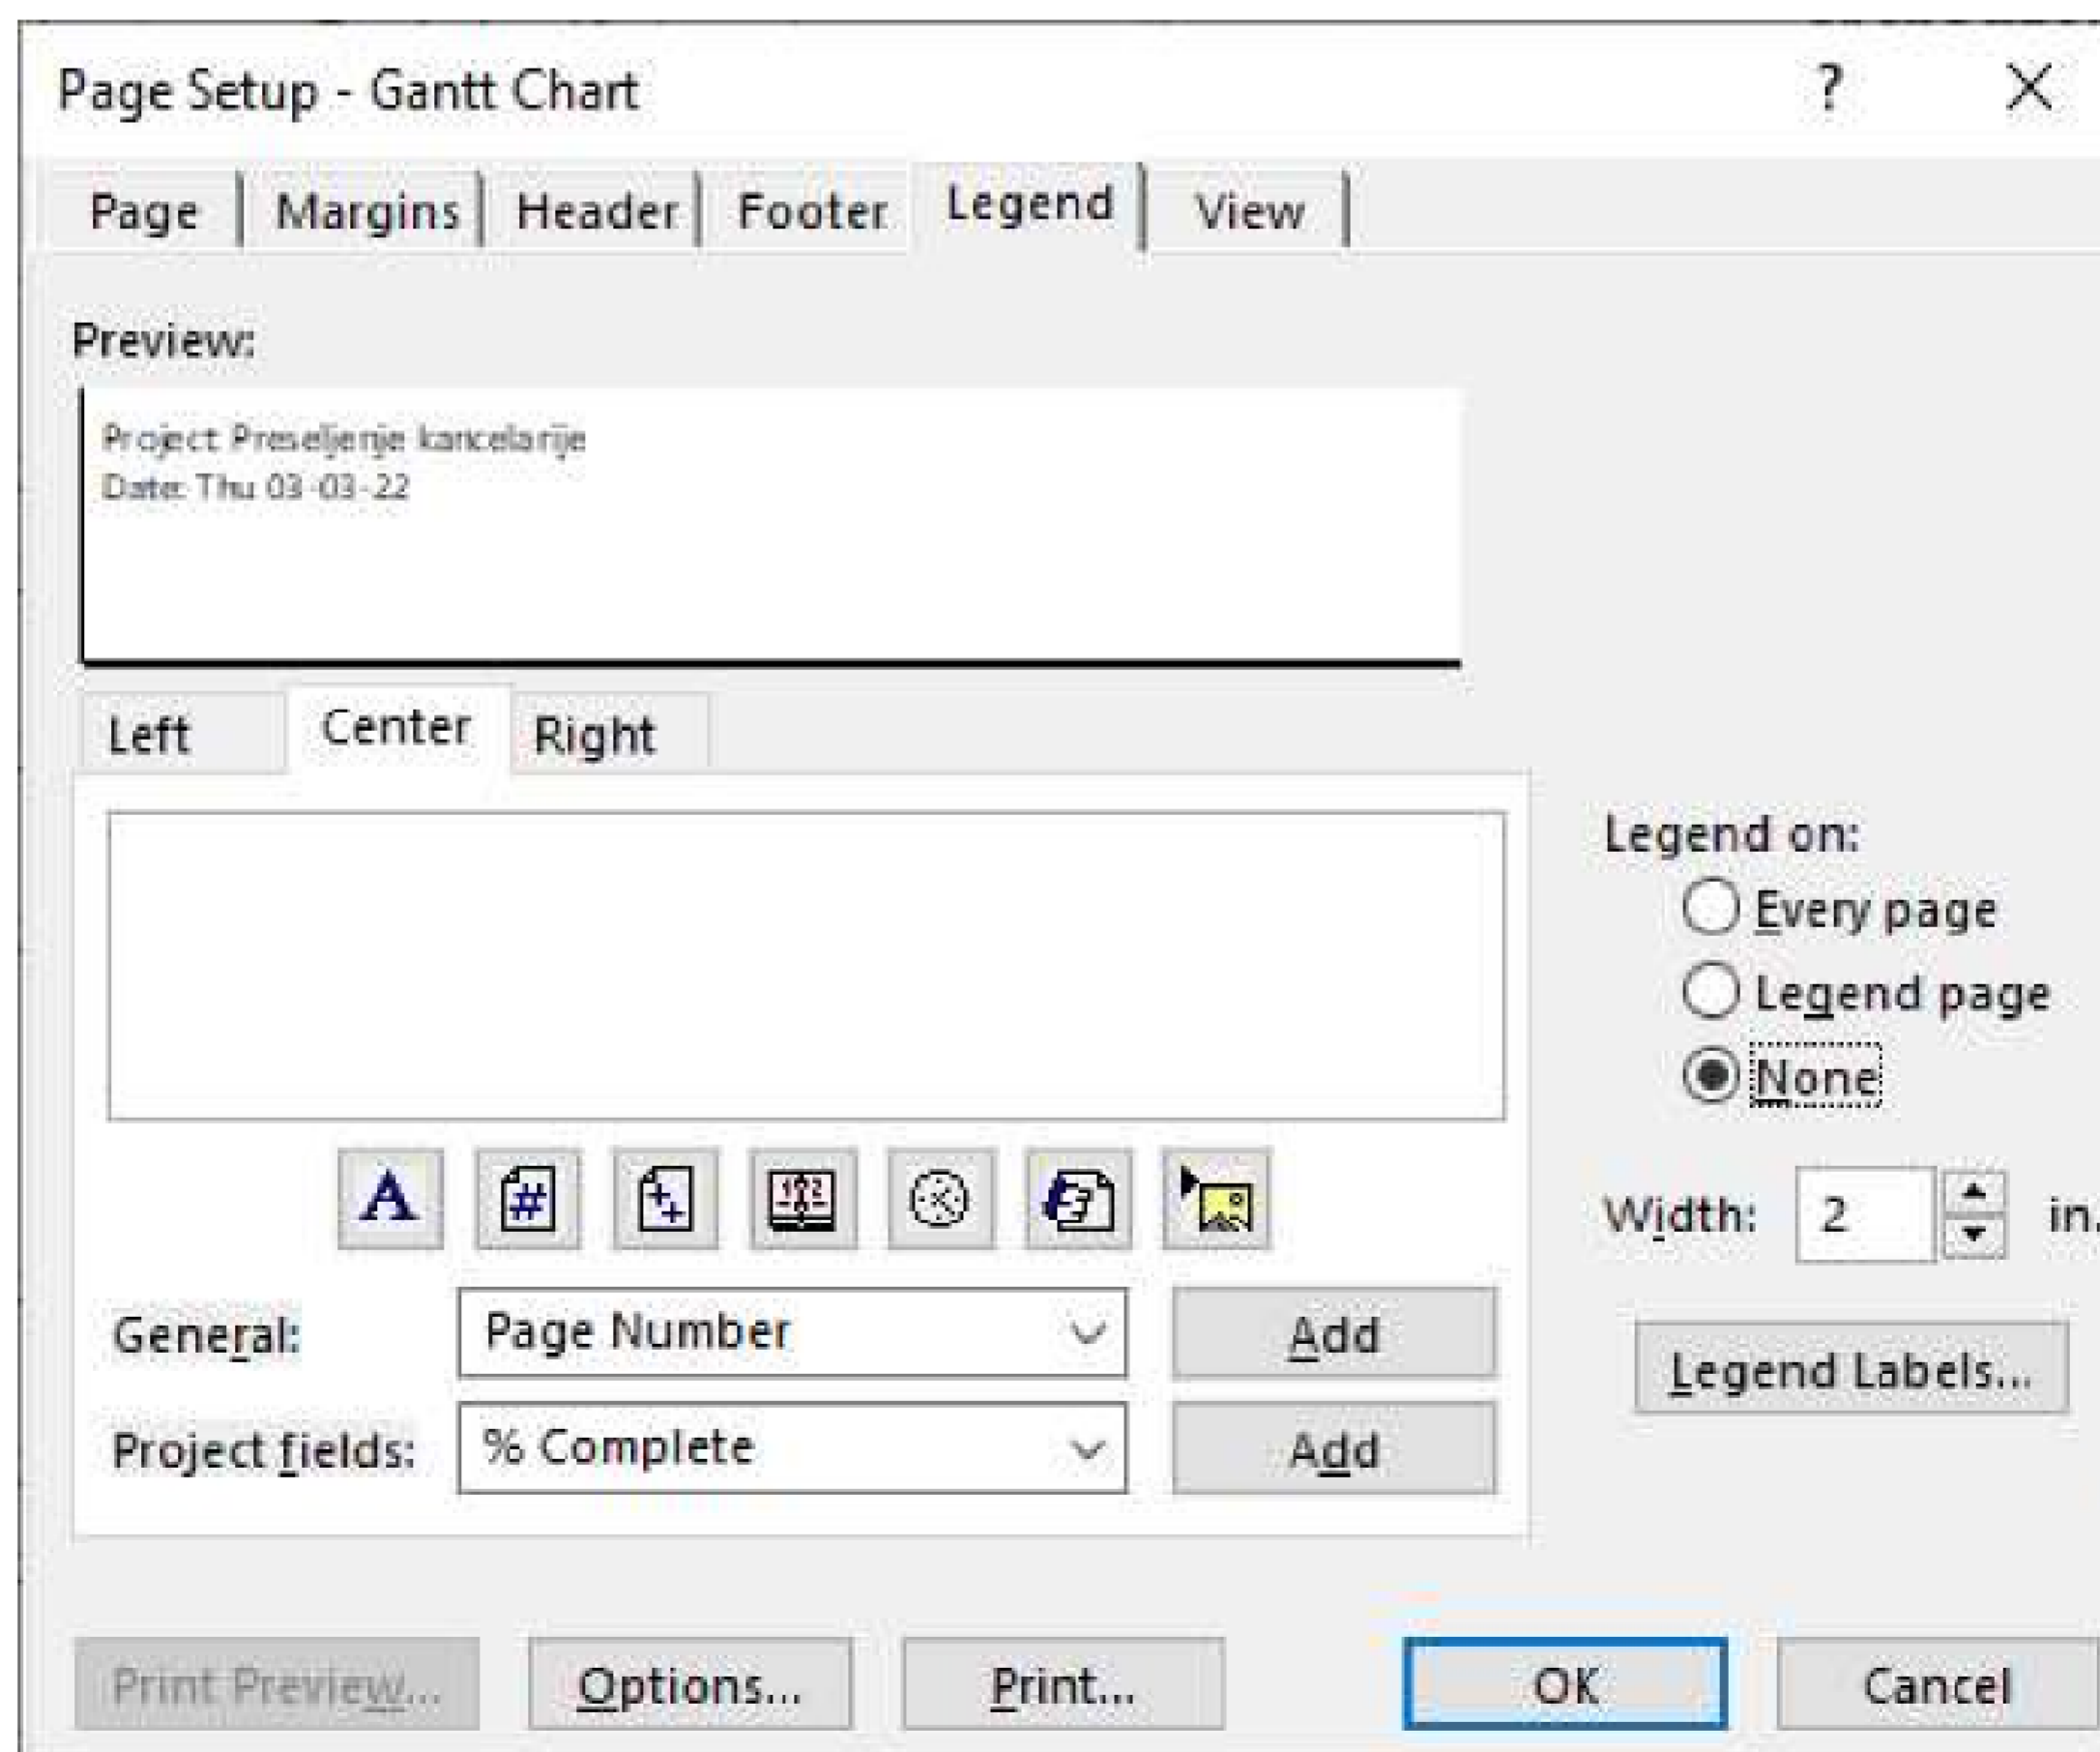 Page Setup - Gantt Chart ? X
Page Margins Header Footer Legend View
Preview:
Project Preseljenje kancelarije
Date: Thu 03-03-22
Left Center Right
Legend on:
Every page
Legend page
None
A # 
Width: 2 in.
General: Page Number Add
Legend Labels...
Project fields: % Complete Add
Print Preview... Options... Print... OK Cancel